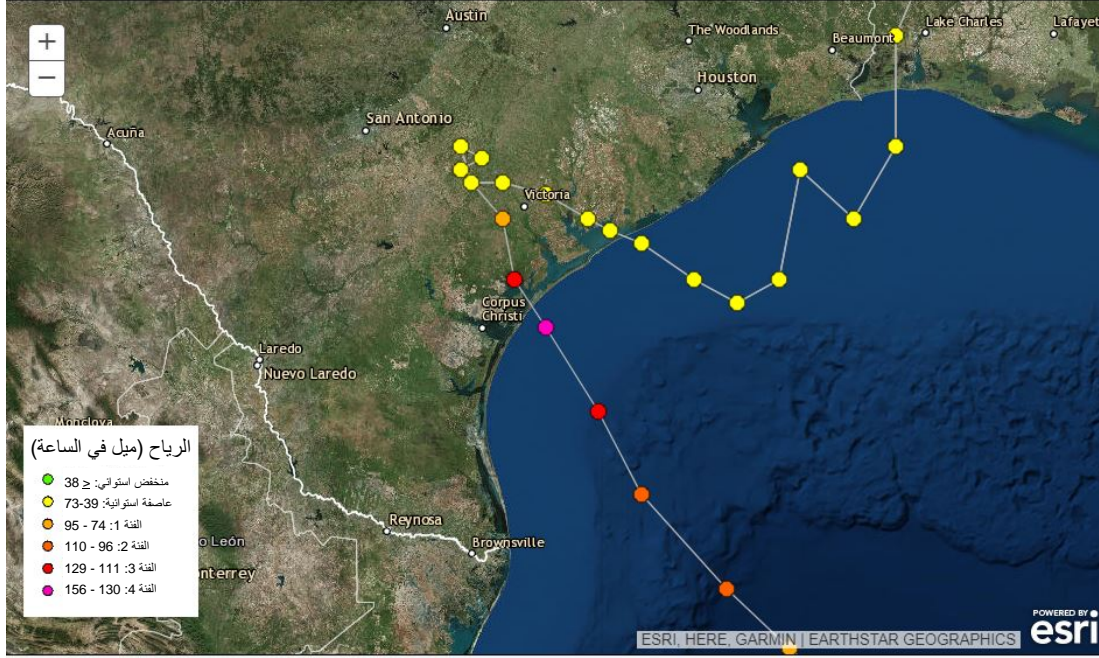 Austin
Lake Charles
Lafayet
The Woodlands
Beaumont
+
−
Houston
San Antonio
Acuña
Victoria
Corpus
Christi
Laredo
Nuevo Laredo
Monclova
الرياح (ميل في الساعة)
منخفض استوائي: ≤ 38
عاصفة استوائية: 39-73
الفئة 1: 74 - 95
الفئة 2: 96 - 110
الفئة 3: 111 - 129
الفئة 4: 130 - 156
Reynosa
o León
Brownsville
onterrey
POWERED BY
esri
ESRI, HERE, GARMIN | EARTHSTAR GEOGRAPHICS